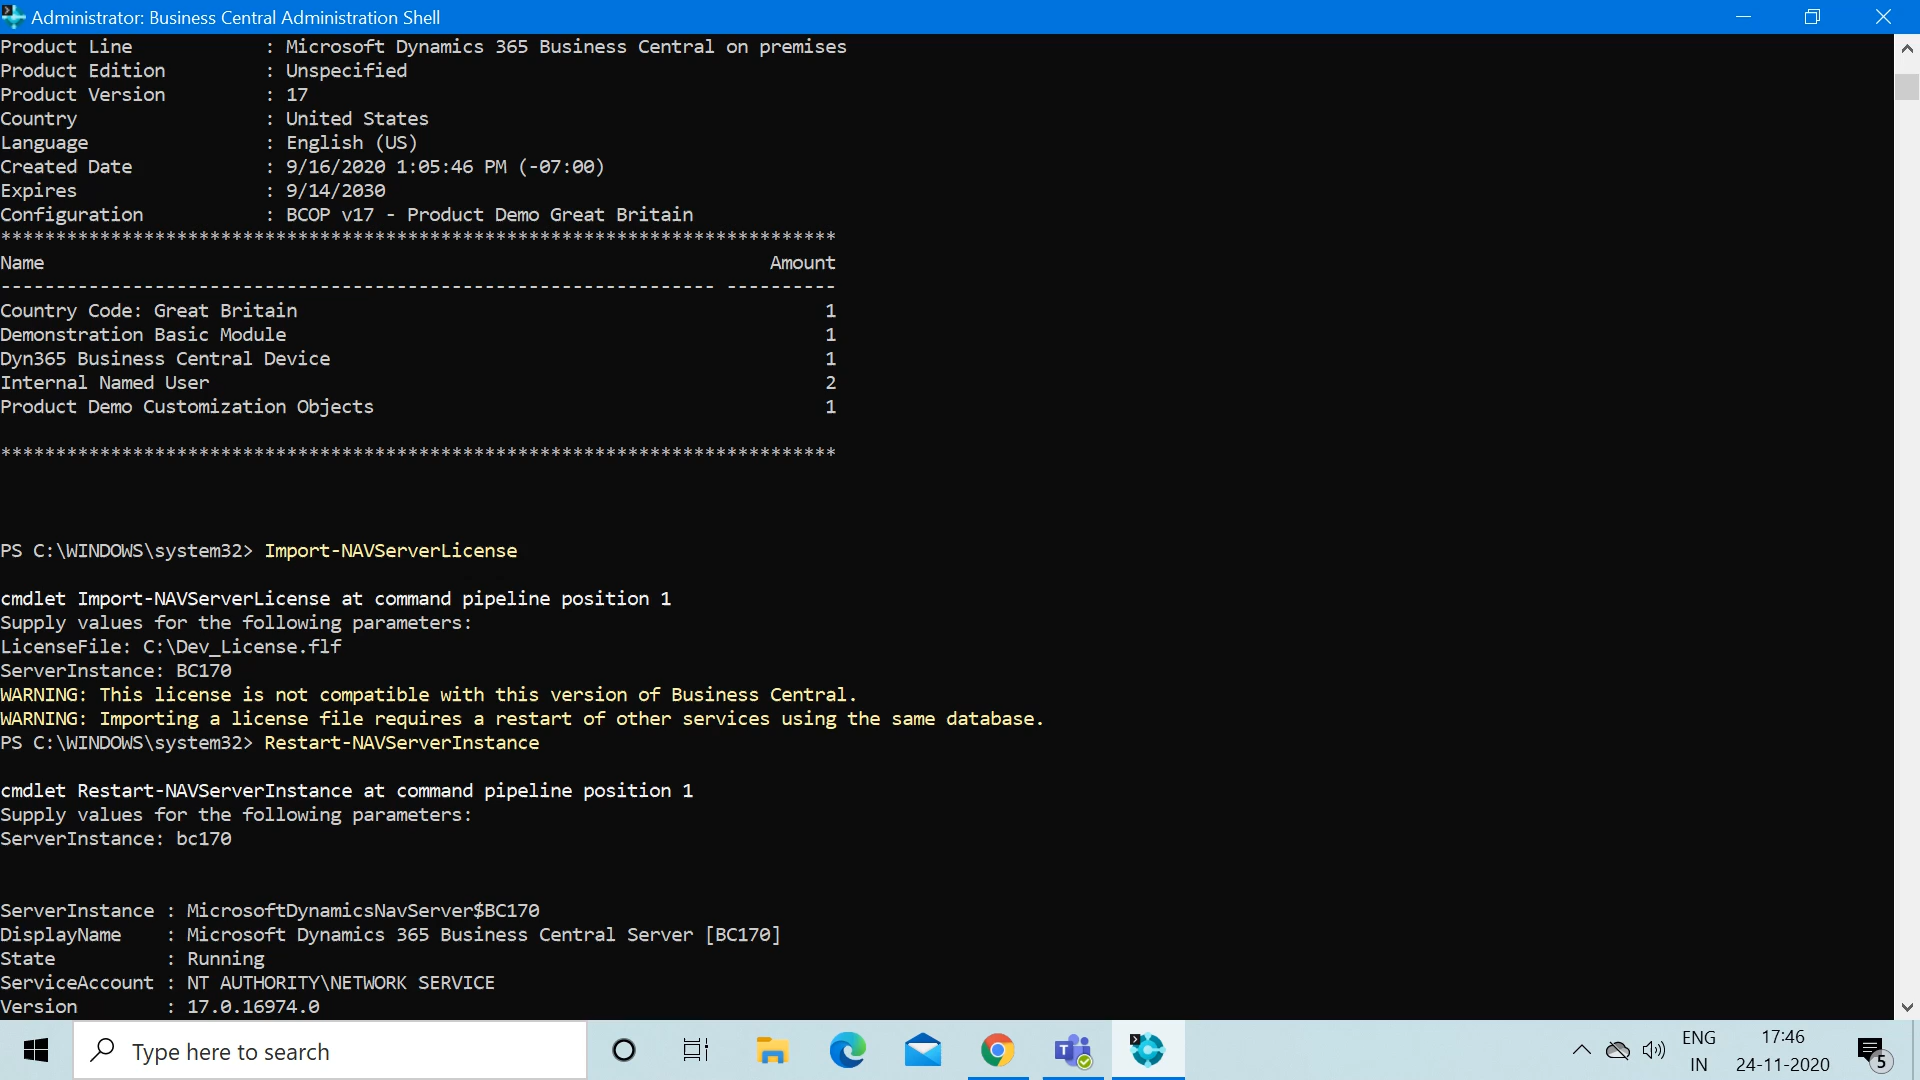 Administrator: Business Central Administration Shell
Product Line : Microsoft Dynamics 365 Business Central on premises
Product Edition : Unspecified
Product Version : 17
Country : United States
Language : English (US)
Created Date : 9/16/2020 1:05:46 PM (-07:00)
Expires : 9/14/2030
Configuration : BCOP v17 - Product Demo Great Britain
****************************************************************************
Name Amount
----------------------------------------------------------------- ----------
Country Code: Great Britain 1
Demonstration Basic Module 1
Dyn365 Business Central Device 1
Internal Named User 2
Product Demo Customization Objects 1
****************************************************************************
PS C:\WINDOWS\system32> Import-NAVServerLicense
cmdlet Import-NAVServerLicense at command pipeline position 1
Supply values for the following parameters:
LicenseFile: C:\Dev_License.flf
ServerInstance: BC170
WARNING: This license is not compatible with this version of Business Central.
WARNING: Importing a license file requires a restart of other services using the same database.
PS C:\WINDOWS\system32> Restart-NAVServerInstance
cmdlet Restart-NAVServerInstance at command pipeline position 1
Supply values for the following parameters:
ServerInstance: bc170
ServerInstance : MicrosoftDynamicsNavServer$BC170
DisplayName : Microsoft Dynamics 365 Business Central Server [BC170]
State : Running
ServiceAccount : NT AUTHORITY\NETWORK SERVICE
Version : 17.0.16974.0
Type here to search
ENG
IN
17:46
24-11-2020
5